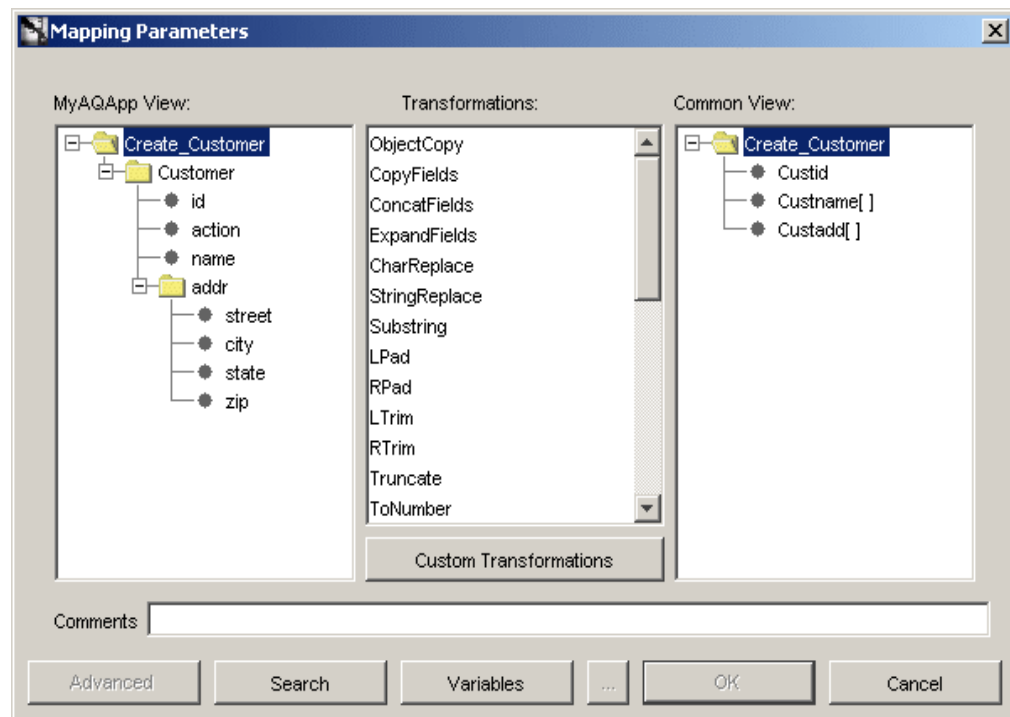 Mapping Parameters
MyAQApp View:
Create_Customer
Customer
id
action
name
addr
street
city
state
zip
Transformations:
ObjectCopy
CopyFields
ConcatFields
ExpandFields
CharReplace
StringReplace
Substring
LPad
RPad
LTrim
RTrim
Truncate
ToNumber
Custom Transformations
Common View:
Create_Customer
Custid
Custname[ ]
Custadd[ ]
Comments
Advanced Search Variables ... OK Cancel